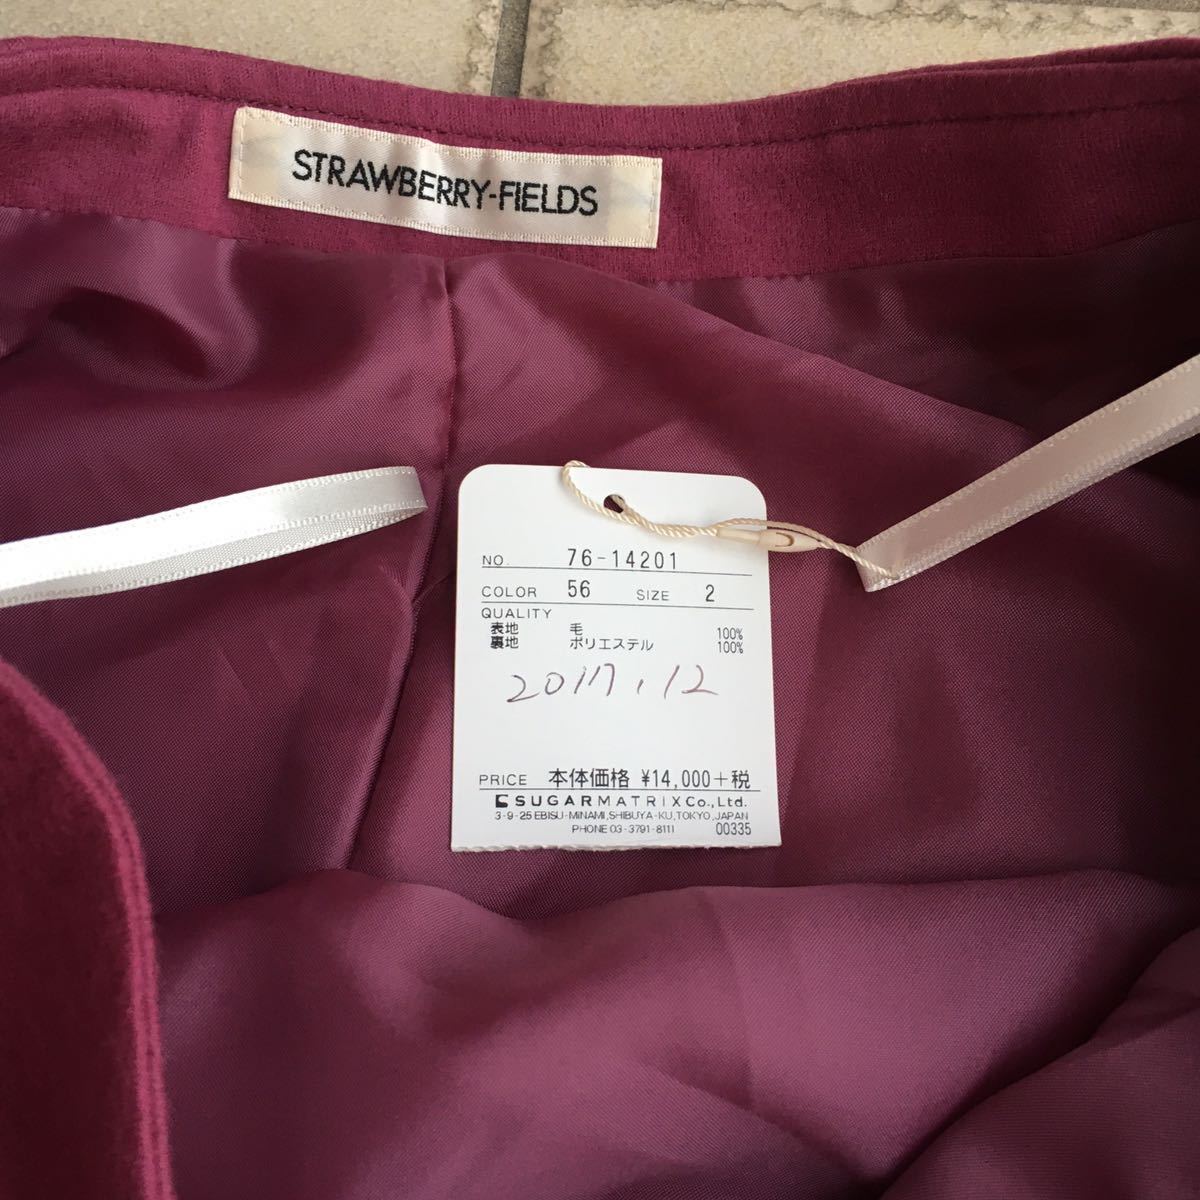 STRAWBERRY-FIELDS
NO. 76-14201
COLOR 56 SIZE 2
QUALITY
表地 毛 100%
裏地 ポリエステル 100%
2017.12
PRICE 本体価格 ¥14,000+税
SUGARMATRIX Co., Ltd.
3-9-25 EBISU-MINAMI, SHIBUYA-KU, TOKYO, JAPAN
PHONE 03-3791-8111 00335